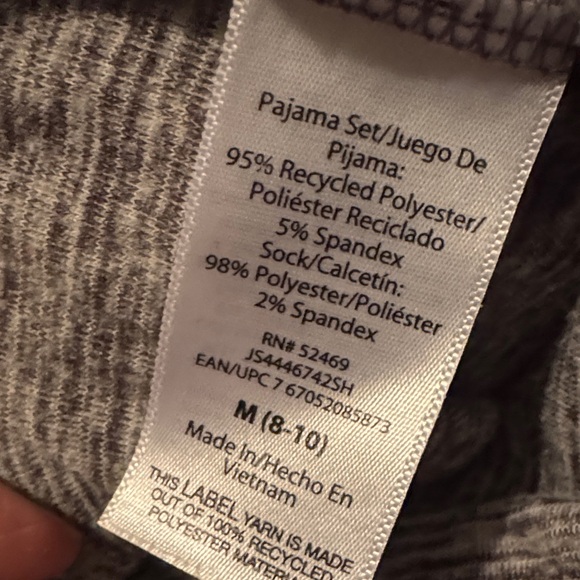 Pajama Set/Juego De
Pijama:
95% Recycled Polyester/
Poliéster Reciclado
5% Spandex
Sock/Calcetín:
98% Polyester/Poliéster
2% Spandex
RN# 52469
JS4446742SH
EAN/UPC 7 67052085873
M (8-10)
Made In/Hecho En
Vietnam
THIS LABEL YARN IS MADE
OUT OF 100% RECYCLED
POLYESTER